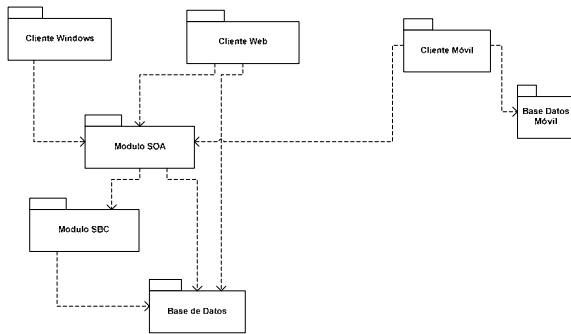 Cliente Windows
Cliente Web
Cliente Móvil
Base Datos
Móvil
Modulo SOA
Modulo SBC
Base de Datos